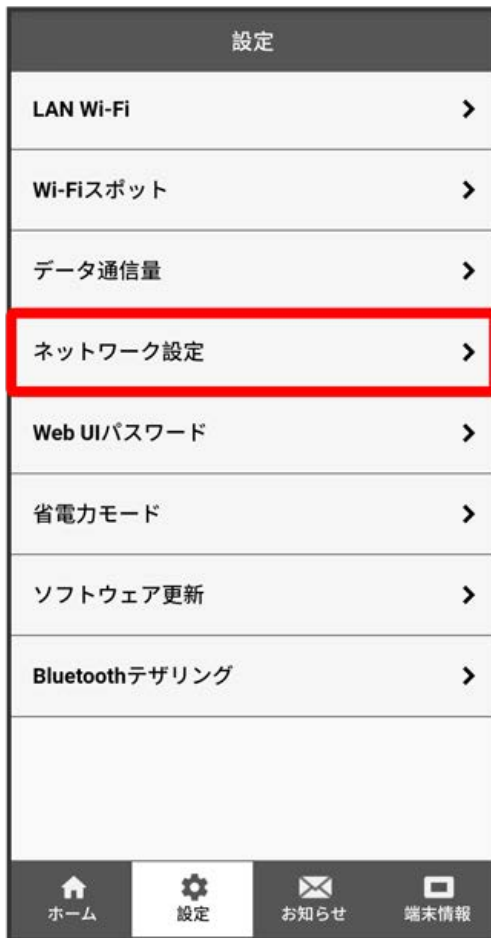 設定
LAN Wi-Fi
Wi-Fiスポット
データ通信量
ネットワーク設定
Web UIパスワード
省電力モード
ソフトウェア更新
Bluetoothテザリング
ホーム
設定
お知らせ
端末情報